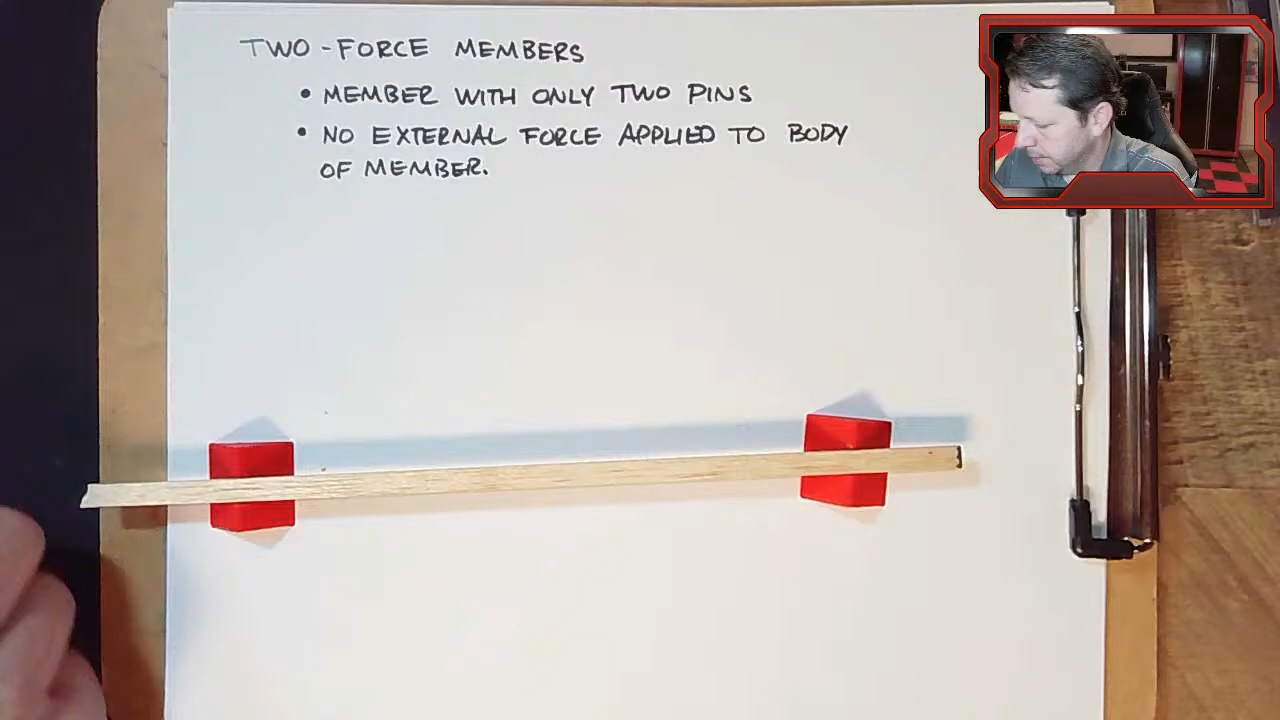 TWO-FORCE MEMBERS
• MEMBER WITH ONLY TWO PINS
• NO EXTERNAL FORCE APPLIED TO BODY
OF MEMBER.